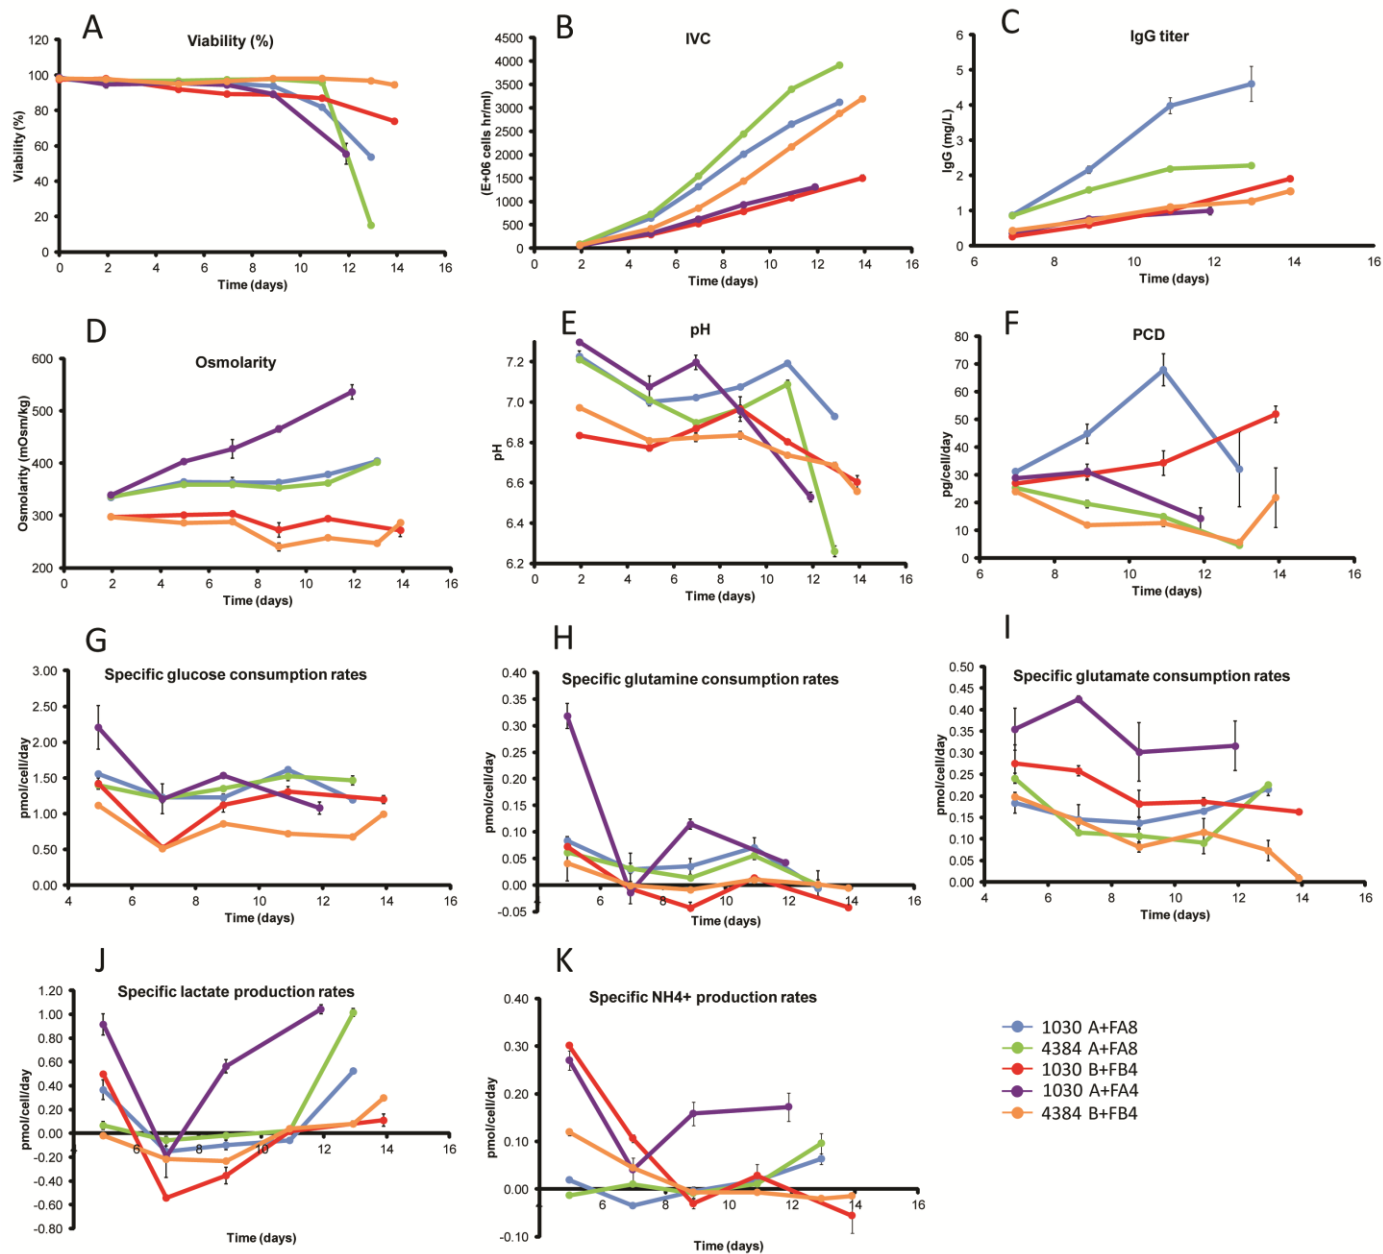 A
Viability (%)
Viability (%)
120
100
80
60
40
20
0
0 2 4 6 8 10 12 14 16
Time (days)
B
IVC
(E+06 cells hr/ml)
4500
4000
3500
3000
2500
2000
1500
1000
500
0
0 2 4 6 8 10 12 14 16
Time (days)
C
IgG titer
IgG (mg/L)
6
5
4
3
2
1
0
6 8 10 12 14 16
Time (days)
D
Osmolarity
Osmolarity (mOsm/kg)
600
500
400
300
200
0 2 4 6 8 10 12 14 16
Time (days)
E
pH
pH
7.2
7.0
6.8
6.6
6.4
6.2
0 2 4 6 8 10 12 14 16
Time (days)
F
PCD
pg/cell/day
80
70
60
50
40
30
20
10
0
6 8 10 12 14 16
Time (days)
G
Specific glucose consumption rates
pmol/cell/day
3.00
2.50
2.00
1.50
1.00
0.50
0.00
4 6 8 10 12 14 16
Time (days)
H
Specific glutamine consumption rates
pmol/cell/day
0.40
0.35
0.30
0.25
0.20
0.15
0.10
0.05
0.00
-0.05
6 8 10 12 14 16
Time (days)
I
Specific glutamate consumption rates
pmol/cell/day
0.50
0.45
0.40
0.35
0.30
0.25
0.20
0.15
0.10
0.05
0.00
4 6 8 10 12 14 16
Time (days)
J
Specific lactate production rates
pmol/cell/day
1.20
1.00
0.80
0.60
0.40
0.20
0.00
-0.20
-0.40
-0.60
-0.80
4 6 8 10 12 14 16
Time (days)
K
Specific NH4+ production rates
pmol/cell/day
0.40
0.30
0.20
0.10
0.00
-0.10
6 8 10 12 14 16
Time (days)
1030 A+FA8
4384 A+FA8
1030 B+FB4
1030 A+FA4
4384 B+FB4